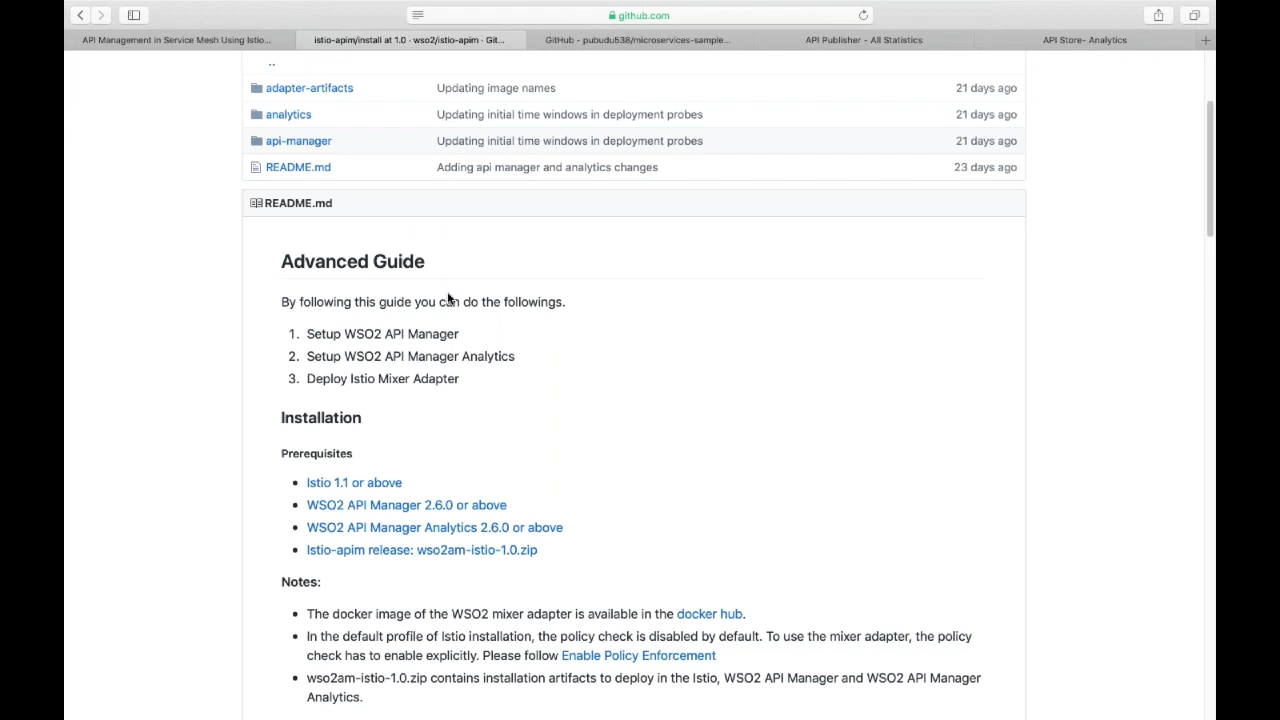 github.com
API Management in Service Mesh Using Istio...
istio-apim/install at 1.0 · wso2/istio-apim · Git...
GitHub - pubudu538/microservices-sample...
API Publisher - All Statistics
API Store- Analytics
..
adapter-artifacts Updating image names 21 days ago
analytics Updating initial time windows in deployment probes 21 days ago
api-manager Updating initial time windows in deployment probes 21 days ago
README.md Adding api manager and analytics changes 23 days ago
README.md
Advanced Guide
By following this guide you can do the followings.
1. Setup WSO2 API Manager
2. Setup WSO2 API Manager Analytics
3. Deploy Istio Mixer Adapter
Installation
Prerequisites
• Istio 1.1 or above
• WSO2 API Manager 2.6.0 or above
• WSO2 API Manager Analytics 2.6.0 or above
• Istio-apim release: wso2am-istio-1.0.zip
Notes:
• The docker image of the WSO2 mixer adapter is available in the docker hub.
• In the default profile of Istio installation, the policy check is disabled by default. To use the mixer adapter, the policy
check has to enable explicitly. Please follow Enable Policy Enforcement
• wso2am-istio-1.0.zip contains installation artifacts to deploy in the Istio, WSO2 API Manager and WSO2 API Manager
Analytics.